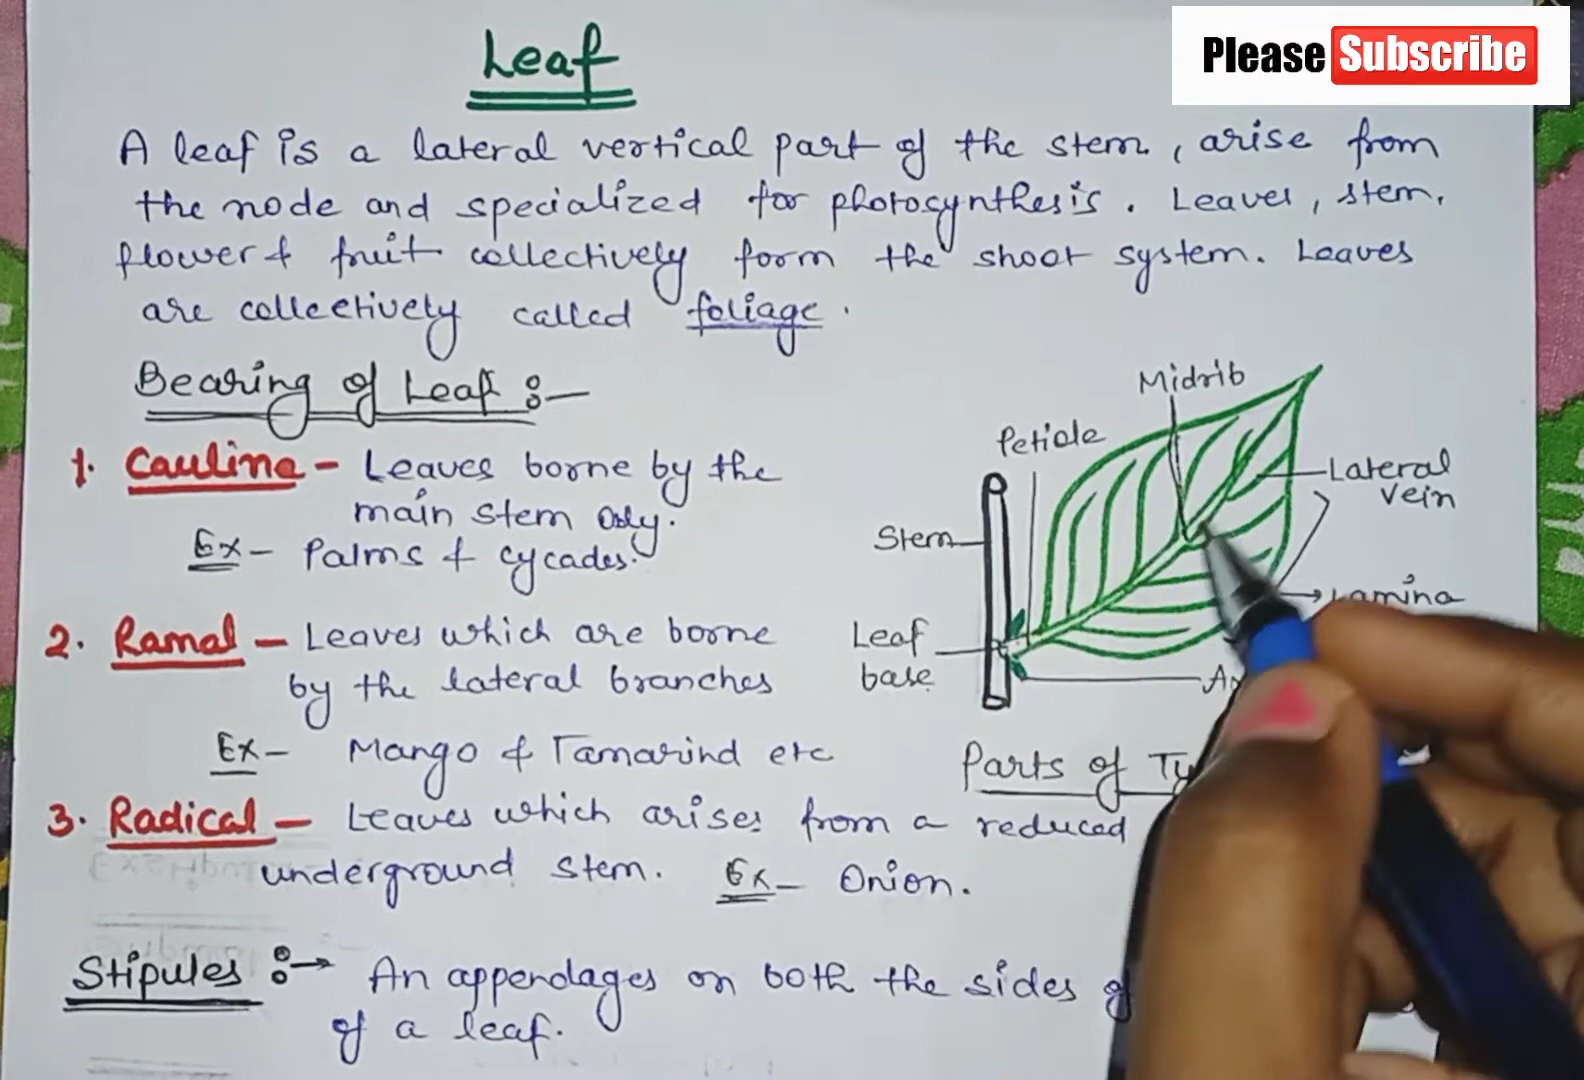 Please Subscribe
Leaf
A leaf is a lateral vertical part of the stem, arise from
the node and specialized for photosynthesis. Leaves, stem,
flower & fruit collectively form the shoot system. Leaves
are collectively called foliage.
Bearing of Leaf :-
1. Caulina - Leaves borne by the
main stem only.
Ex - Palms & cycades.
2. Ramal - Leaves which are borne
by the lateral branches
Ex - Mango & Tamarind etc
3. Radical - Leaves which arises from a reduced
underground stem. Ex - Onion.
Stipules :→ An appendages on both the sides
of a leaf.
Midrib
Petiole
Lateral
vein
Stem
Lamina
Leaf
base
Parts of